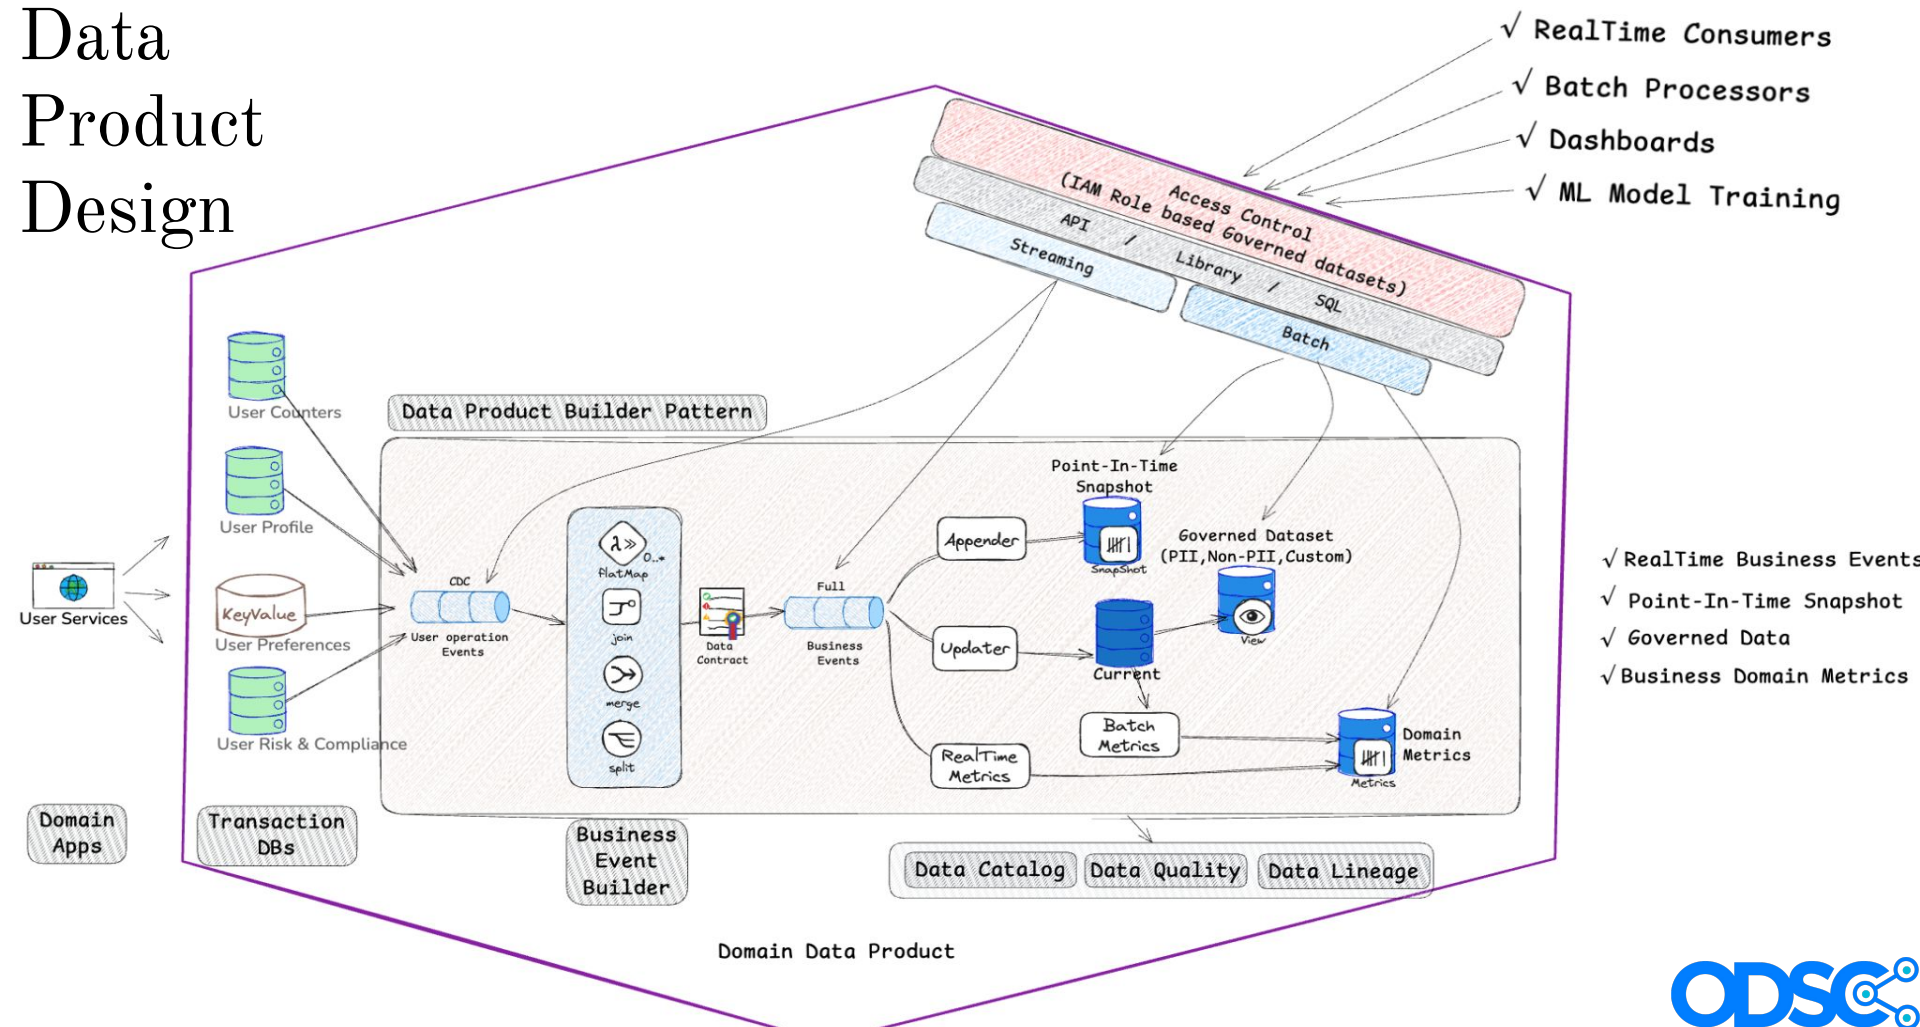 Data
Product
Design
√ RealTime Consumers
√ Batch Processors
√ Dashboards
√ ML Model Training
Access Control
(IAM Role based Governed datasets)
API / Library / SQL
Streaming
Batch
User Counters
User Profile
KeyValue
User Preferences
User Risk & Compliance
User Services
Data Product Builder Pattern
CDC
User operation
Events
λ≫
0..*
flatMap
join
merge
split
Data
Contract
Full
Business
Events
Appender
Updater
RealTime
Metrics
Point-In-Time
Snapshot
SnapShot
Governed Dataset
(PII,Non-PII,Custom)
View
Current
Batch
Metrics
Domain
Metrics
Metrics
√ RealTime Business Events
√ Point-In-Time Snapshot
√ Governed Data
√ Business Domain Metrics
Domain
Apps
Transaction
DBs
Business
Event
Builder
Data Catalog
Data Quality
Data Lineage
Domain Data Product
ODSC